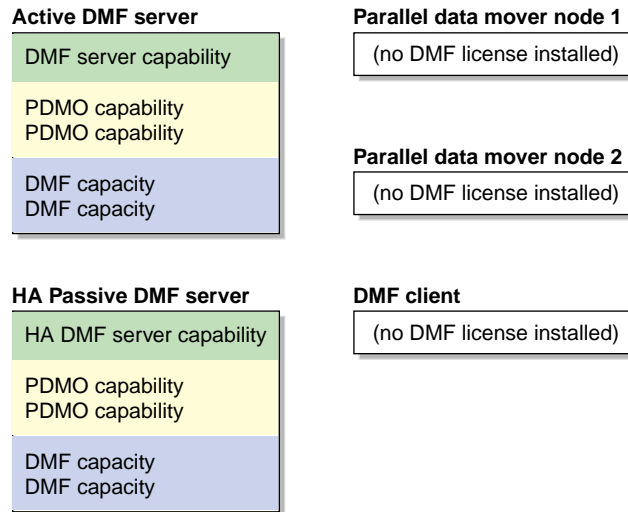 Active DMF server
DMF server capability
PDMO capability
PDMO capability
DMF capacity
DMF capacity
Parallel data mover node 1
(no DMF license installed)
Parallel data mover node 2
(no DMF license installed)
HA Passive DMF server
HA DMF server capability
PDMO capability
PDMO capability
DMF capacity
DMF capacity
DMF client
(no DMF license installed)